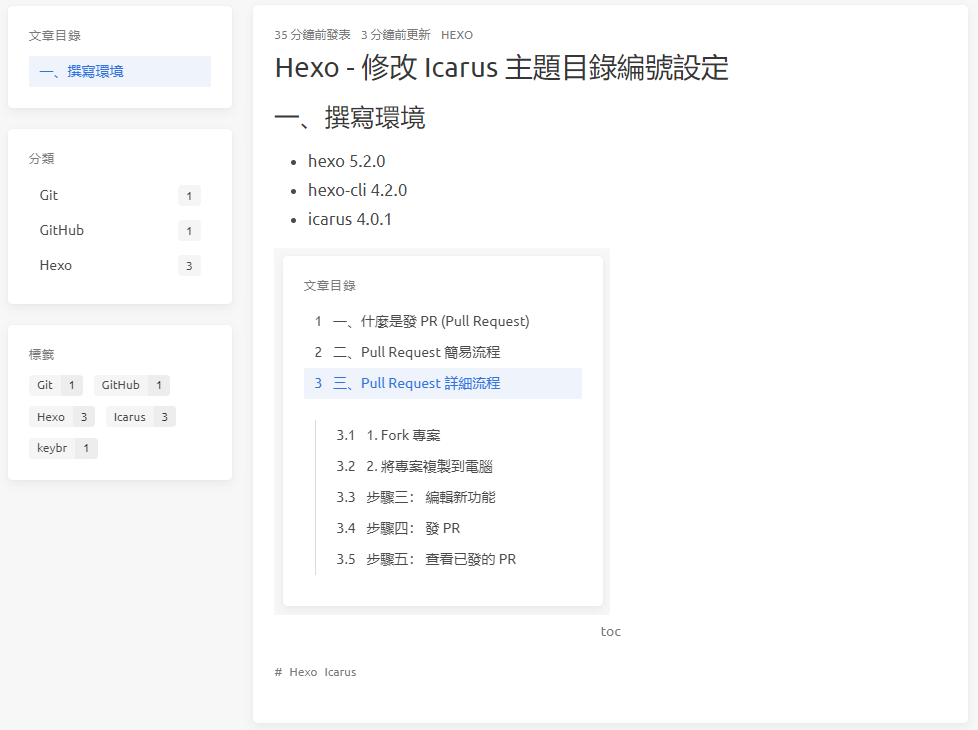 文章目錄
一、撰寫環境
分類
Git 1
GitHub 1
Hexo 3
標籤
Git 1 GitHub 1
Hexo 3 Icarus 3
keybr 1
35 分鐘前發表 3 分鐘前更新 HEXO
Hexo - 修改 Icarus 主題目錄編號設定
一、撰寫環境
• hexo 5.2.0
• hexo-cli 4.2.0
• icarus 4.0.1
文章目錄
1 一、什麼是發 PR (Pull Request)
2 二、Pull Request 簡易流程
3 三、Pull Request 詳細流程
3.1 1. Fork 專案
3.2 2. 將專案複製到電腦
3.3 步驟三： 編輯新功能
3.4 步驟四： 發 PR
3.5 步驟五： 查看已發的 PR
toc
# Hexo Icarus